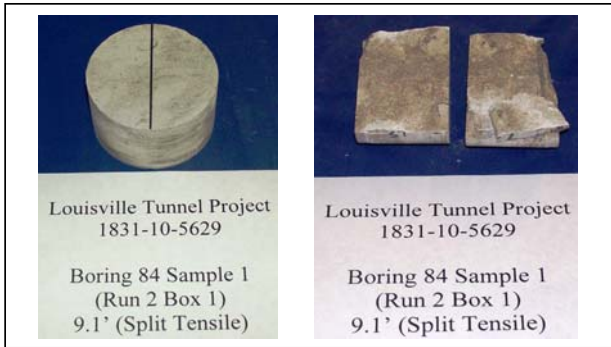 Louisville Tunnel Project
1831-10-5629
Boring 84 Sample 1
(Run 2 Box 1)
9.1' (Split Tensile)
Louisville Tunnel Project
1831-10-5629
Boring 84 Sample 1
(Run 2 Box 1)
9.1' (Split Tensile)